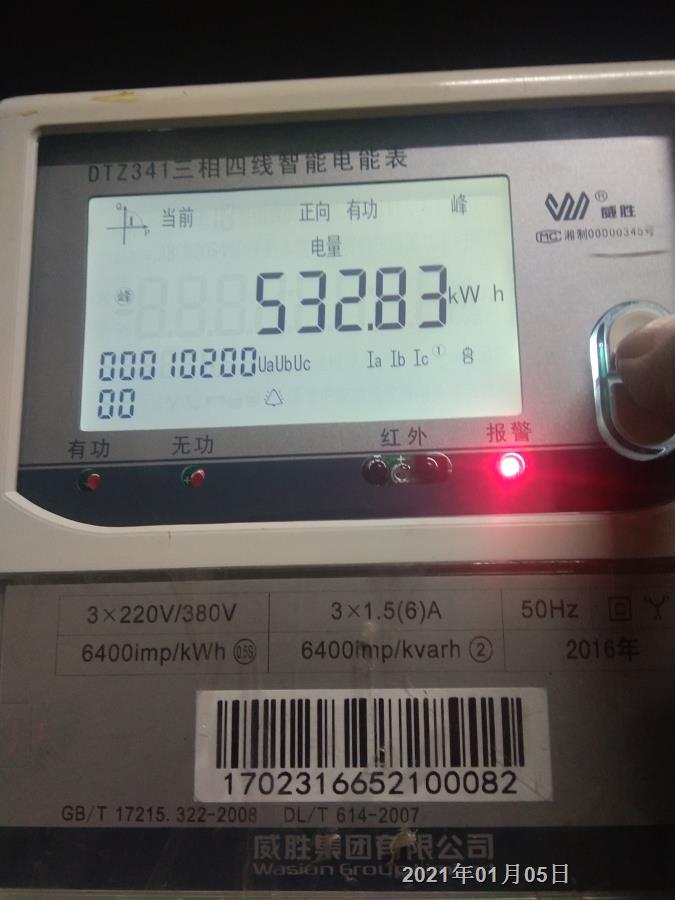 DTZ341三相四线智能电能表
当前 正向 有功 峰
电量
威胜®
MC 湘制00000345号
峰 532.83 kWh
00010200 UaUbUc Ia Ib Ic ①
00
有功 无功 红外 报警
3×220V/380V 3×1.5(6)A 50Hz
6400imp/kWh 0.5S 6400imp/kvarh ② 2016年
1702316652100082
GB/T 17215.322-2008 DL/T 614-2007
威胜集团有限公司
Wasion Group
2021年01月05日